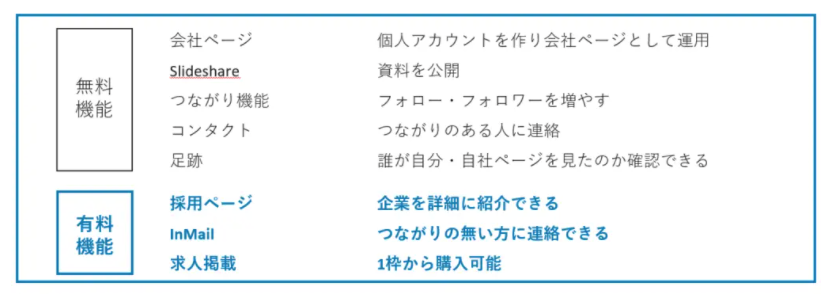 無料
機能
会社ページ 個人アカウントを作り会社ページとして運用
Slideshare 資料を公開
つながり機能 フォロー・フォロワーを増やす
コンタクト つながりのある人に連絡
足跡 誰が自分・自社ページを見たのか確認できる
有料
機能
採用ページ 企業を詳細に紹介できる
InMail つながりの無い方に連絡できる
求人掲載 1枠から購入可能